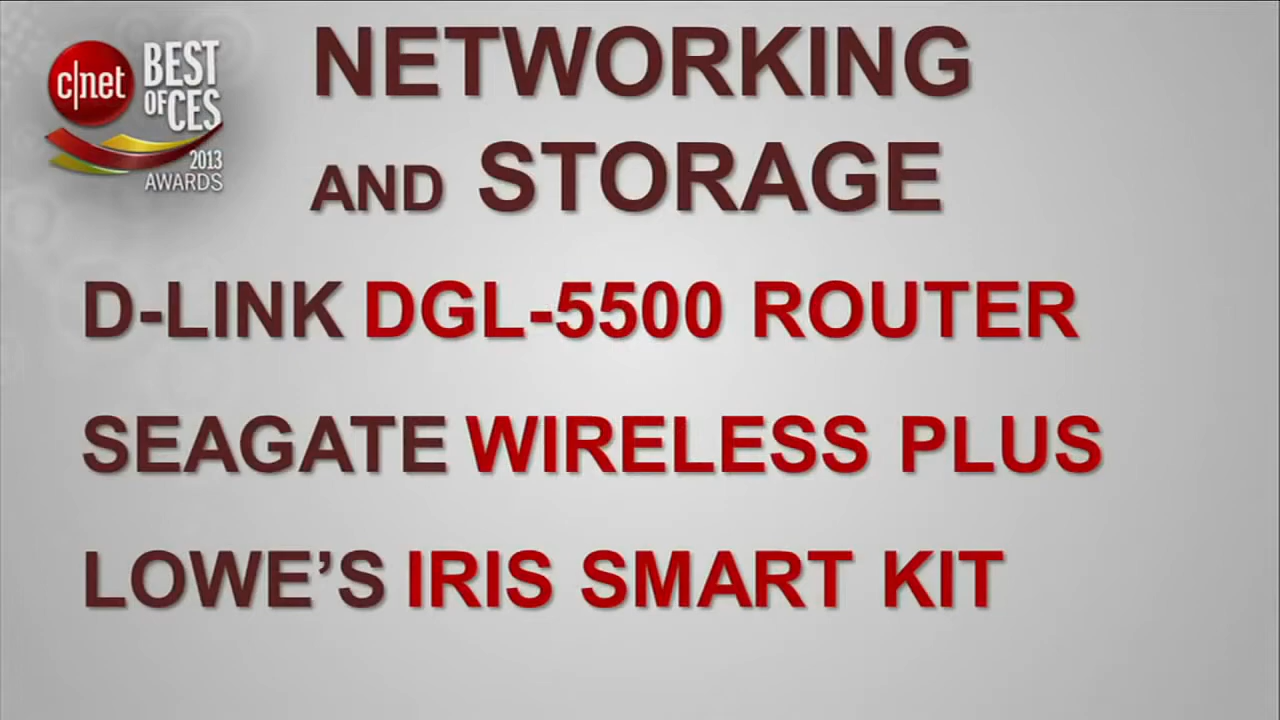 c|net
BEST
OF CES
2013
AWARDS
NETWORKING
AND STORAGE
D-LINK DGL-5500 ROUTER
SEAGATE WIRELESS PLUS
LOWE’S IRIS SMART KIT